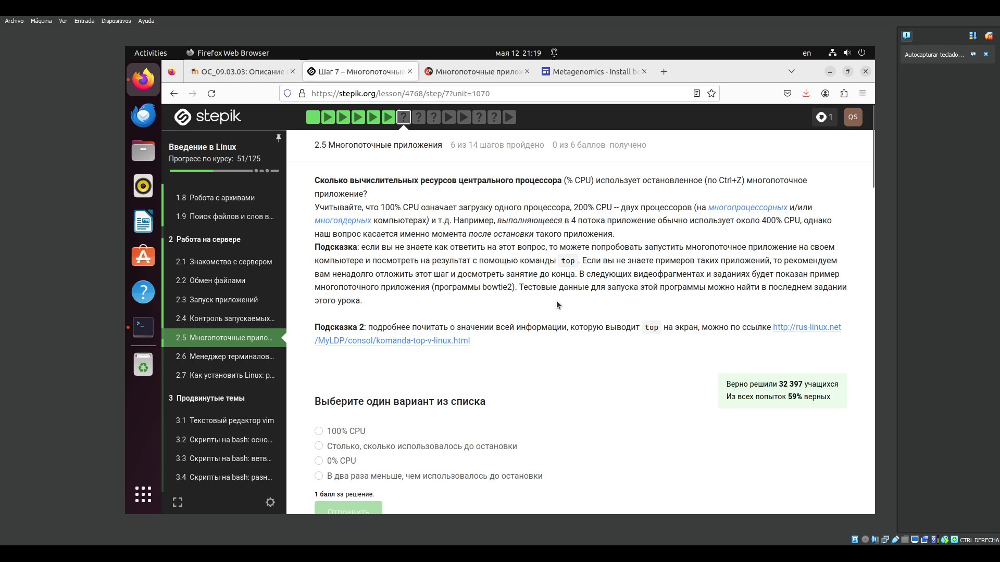 Archivo Máquina Ver Entrada Dispositivos Ayuda
Autocapturar teclado...
Activities Firefox Web Browser мая 12 21:19 en
ОС_09.03.03: Описание Шаг 7 – Многопоточные Многопоточные прилож Metagenomics - Install bo
https://stepik.org/lesson/4768/step/7?unit=1070
stepik ? ? ? ? ? 1 QS
Введение в Linux
Прогресс по курсу: 51/125
1.8 Работа с архивами
1.9 Поиск файлов и слов в...
2 Работа на сервере
2.1 Знакомство с сервером
2.2 Обмен файлами
2.3 Запуск приложений
2.4 Контроль запускаемых...
2.5 Многопоточные прило...
2.6 Менеджер терминалов...
2.7 Как установить Linux: р...
3 Продвинутые темы
3.1 Текстовый редактор vim
3.2 Скрипты на bash: осно...
3.3 Скрипты на bash: ветв...
3.4 Скрипты на bash: разн...
2.5 Многопоточные приложения 6 из 14 шагов пройдено 0 из 6 баллов получено
Сколько вычислительных ресурсов центрального процессора (% CPU) использует остановленное (по Ctrl+Z) многопоточное
приложение?
Учитывайте, что 100% CPU означает загрузку одного процессора, 200% CPU -- двух процессоров (на многопроцессорных и/или
многоядерных компьютерах) и т.д. Например, выполняющееся в 4 потока приложение обычно использует около 400% CPU, однако
наш вопрос касается именно момента после остановки такого приложения.
Подсказка: если вы не знаете как ответить на этот вопрос, то можете попробовать запустить многопоточное приложение на своем
компьютере и посмотреть на результат с помощью команды top . Если вы не знаете примеров таких приложений, то рекомендуем
вам ненадолго отложить этот шаг и досмотреть занятие до конца. В следующих видеофрагментах и заданиях будет показан пример
многопоточного приложения (программы bowtie2). Тестовые данные для запуска этой программы можно найти в последнем задании
этого урока.
Подсказка 2: подробнее почитать о значении всей информации, которую выводит top на экран, можно по ссылке http://rus-linux.net
/MyLDP/consol/komanda-top-v-linux.html
Верно решили 32 397 учащихся
Из всех попыток 59% верных
Выберите один вариант из списка
100% CPU
Столько, сколько использовалось до остановки
0% CPU
В два раза меньше, чем использовалось до остановки
1 балл за решение.
Отправить
CTRL DERECHA